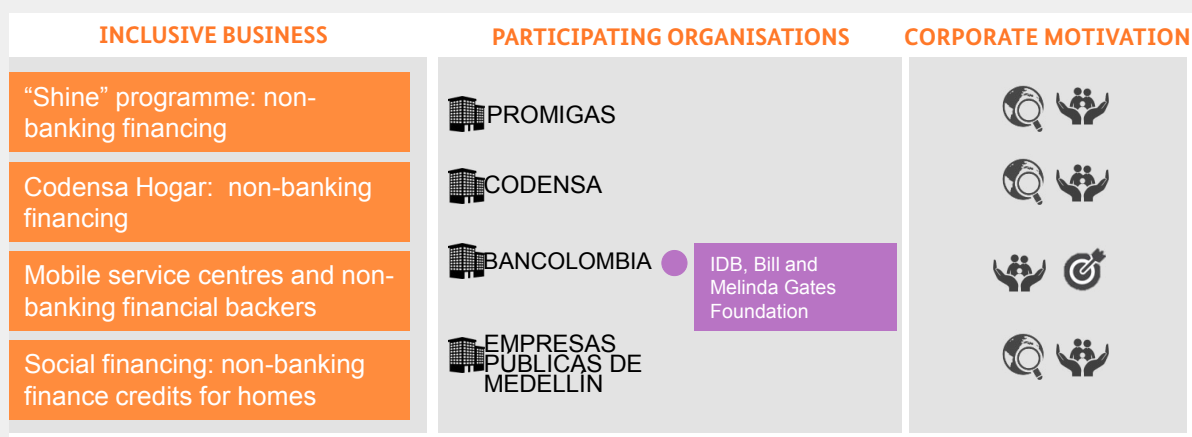 INCLUSIVE BUSINESS
PARTICIPATING ORGANISATIONS
CORPORATE MOTIVATION
“Shine” programme: non-
banking financing
PROMIGAS
Codensa Hogar:  non-banking
financing
CODENSA
Mobile service centres and non-
banking financial backers
BANCOLOMBIA
IDB, Bill and
Melinda Gates
Foundation
Social financing: non-banking
finance credits for homes
EMPRESAS
PUBLICAS DE
MEDELLÍN